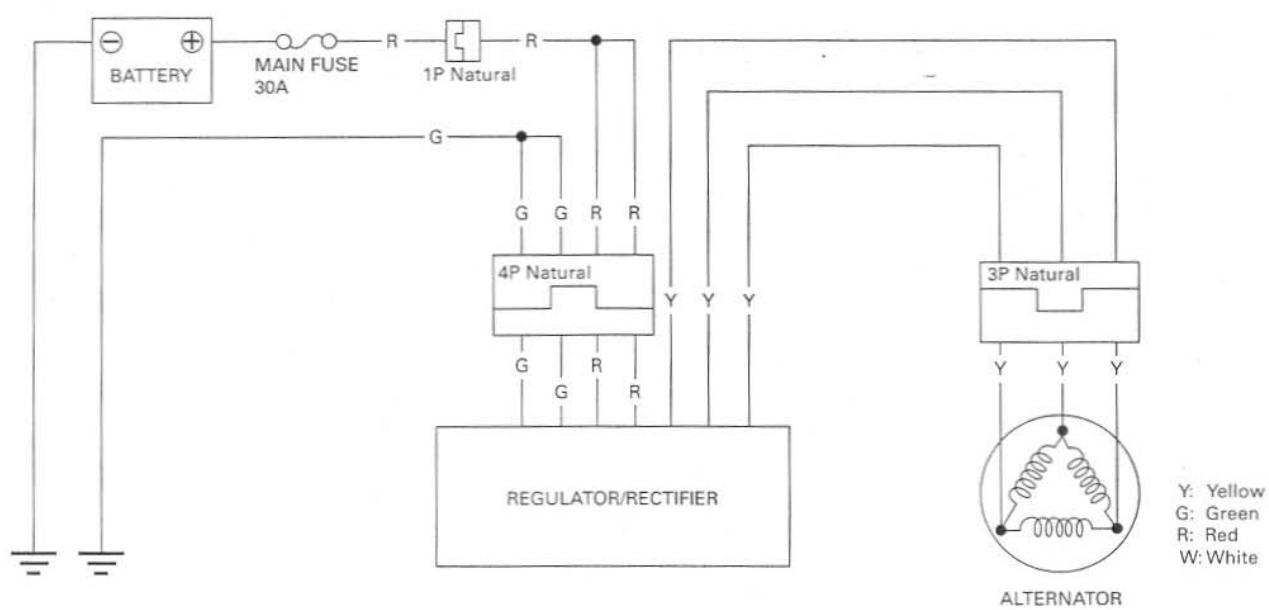 BATTERY
MAIN FUSE
30A
R
1P Natural
R
G
G G R R
4P Natural
Y Y Y
3P Natural
G
G
R
R
Y Y Y
REGULATOR/RECTIFIER
Y: Yellow
G: Green
R: Red
W: White
ALTERNATOR